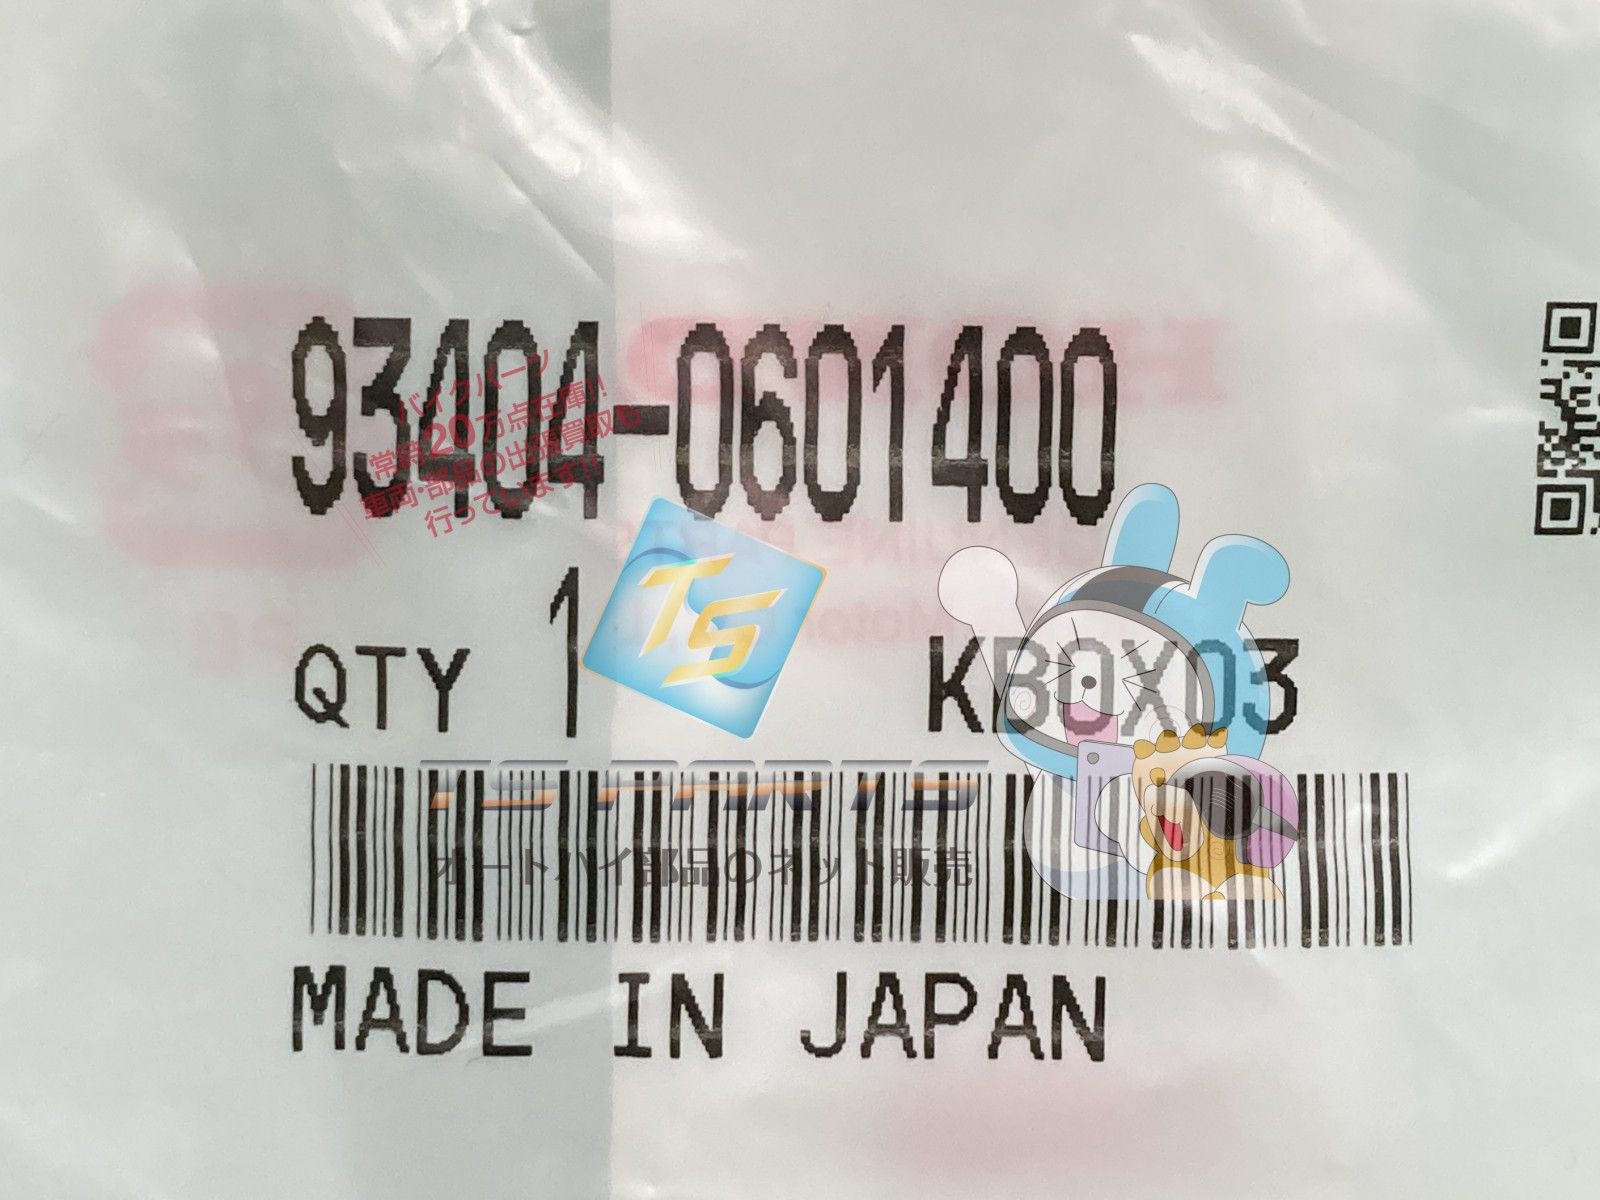 93404-0601400
バイクパーツ
常時20万点在庫!!
車両・部品の出張買取も
行っています!!
TS
QTY 1 KBOX03
TS PARTS
オートバイ部品のネット販売
MADE IN JAPAN